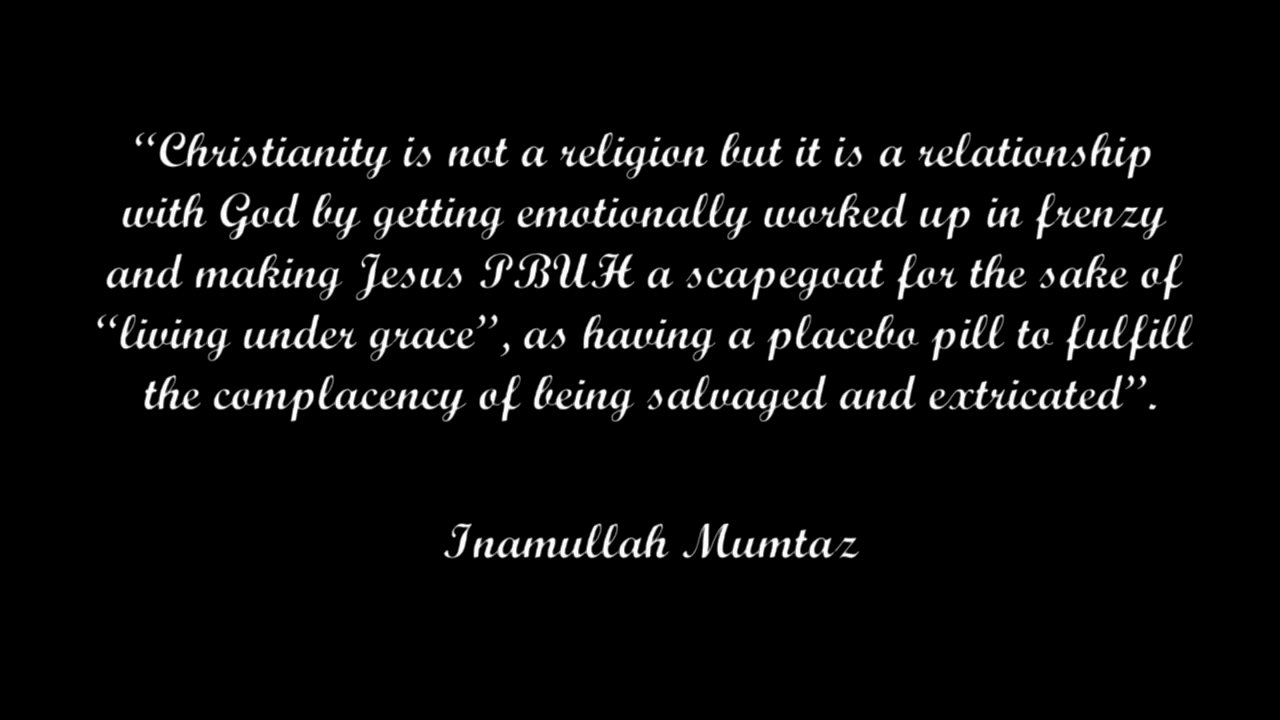 “Christianity is not a religion but it is a relationship
with God by getting emotionally worked up in frenzy
and making Jesus PBUH a scapegoat for the sake of
“living under grace”, as having a placebo pill to fulfill
the complacency of being salvaged and extricated”.
Inamullah Mumtaz